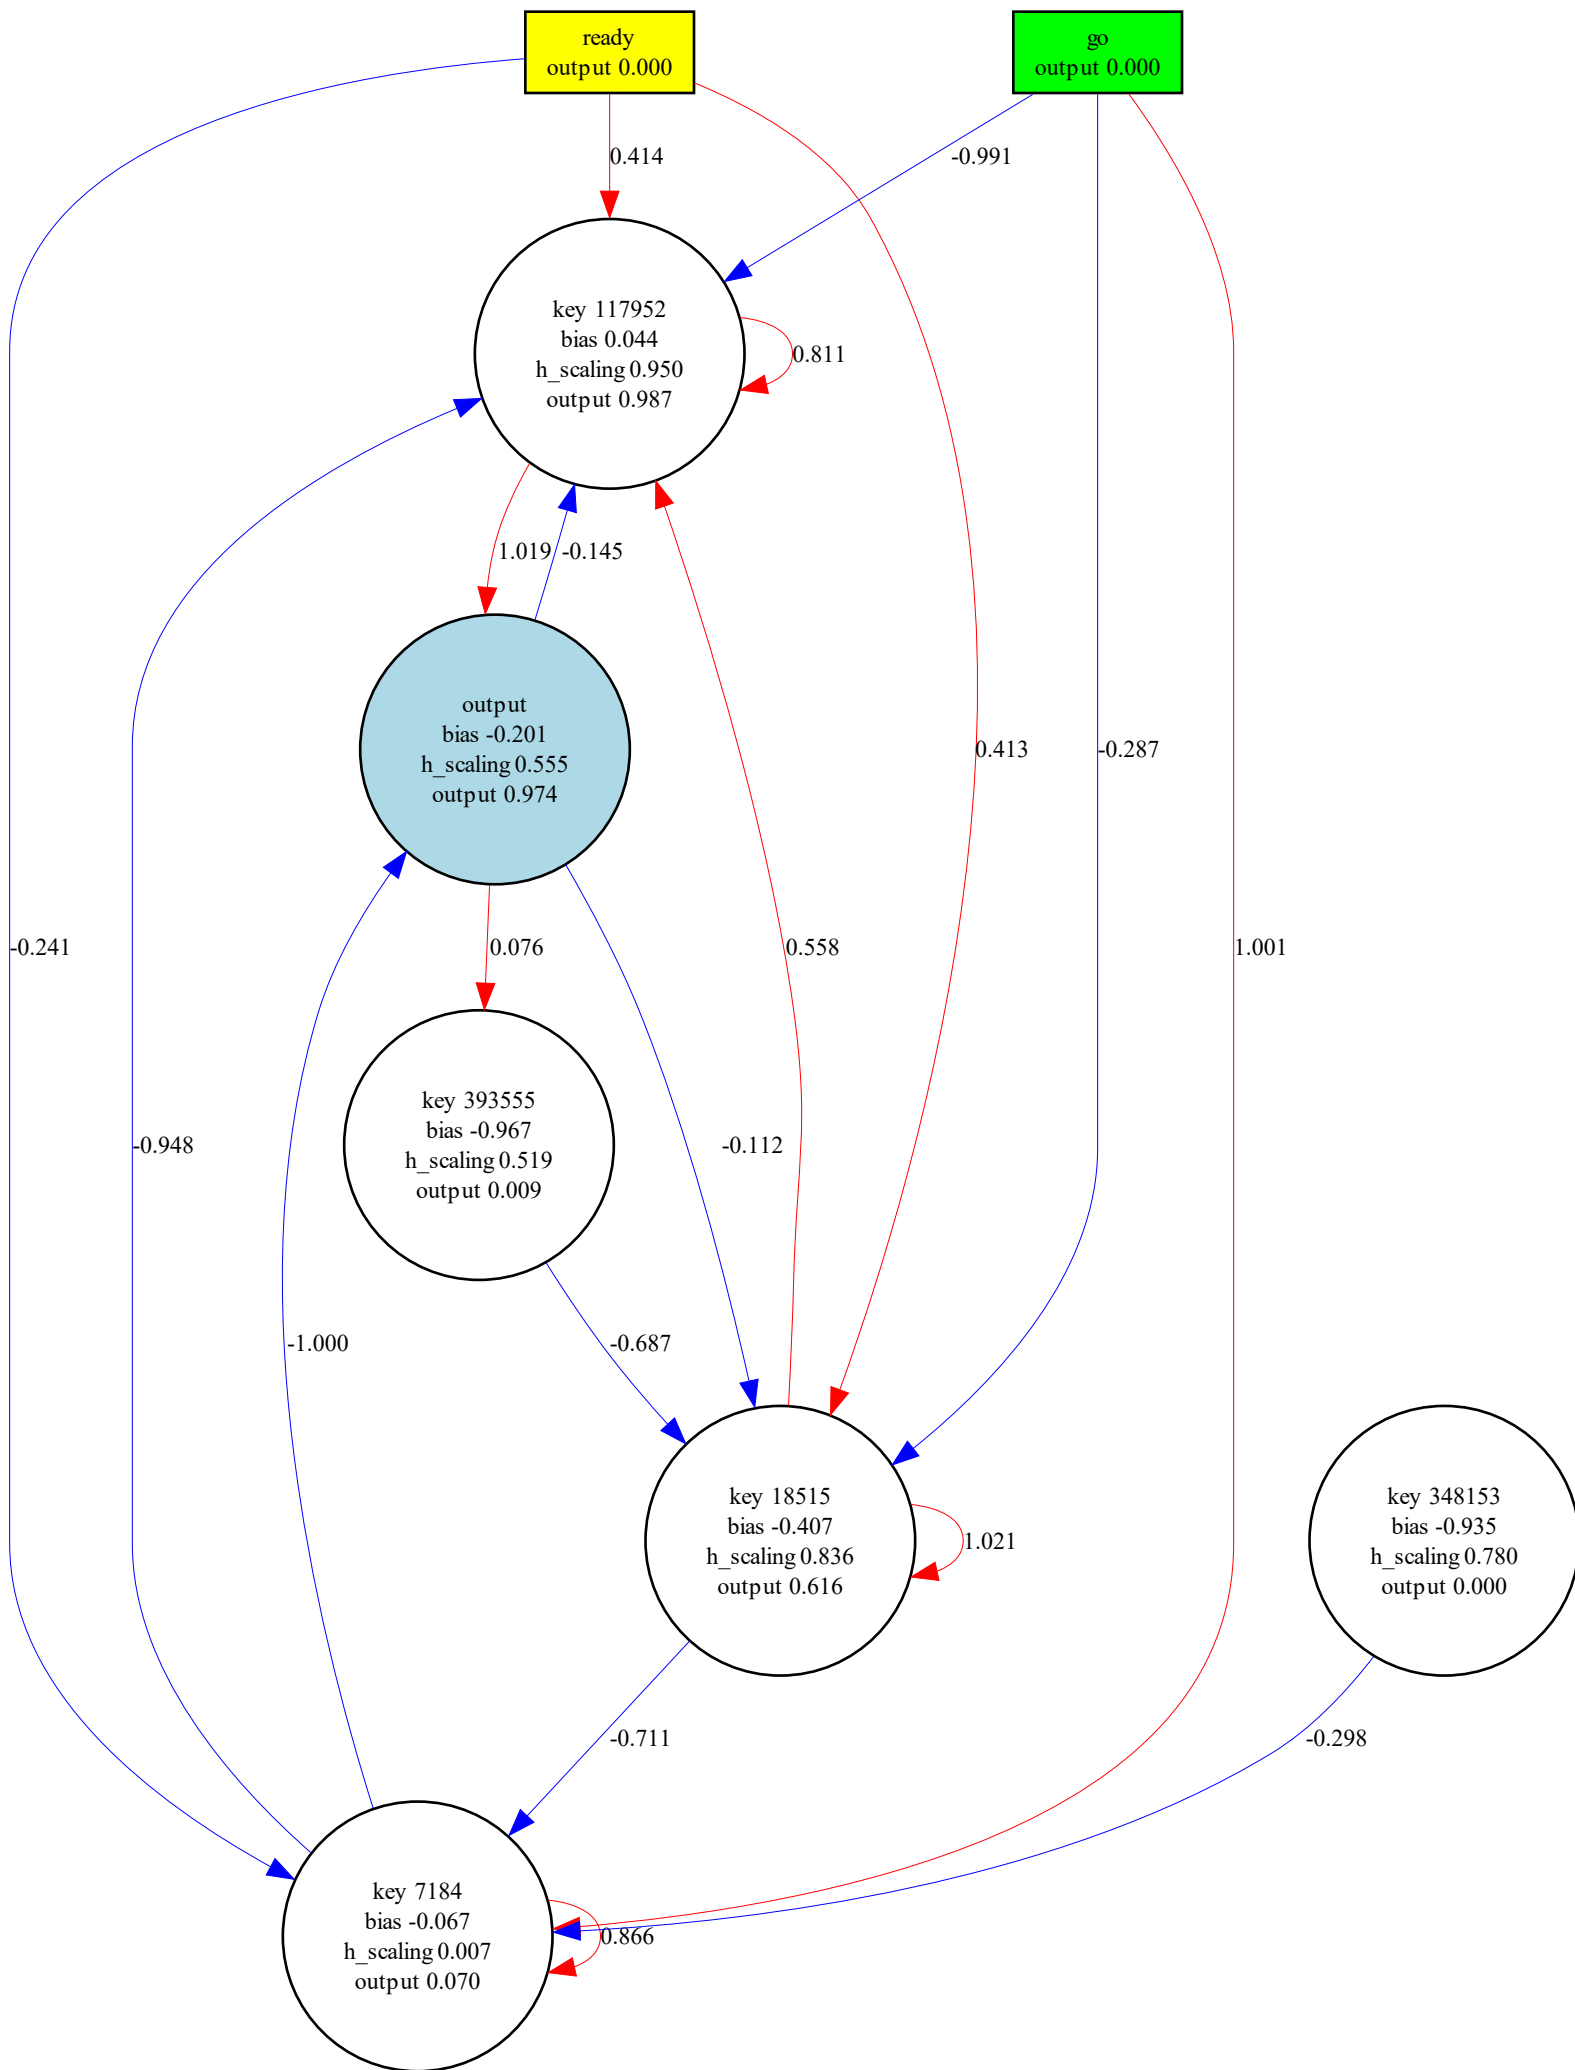 ready
output 0.000
go
output 0.000
0.414
-0.991
key 117952
bias 0.044
h_scaling 0.950
output 0.987
0.811
1.019
-0.145
output
bias -0.201
h_scaling 0.555
output 0.974
0.413
-0.287
-0.241
0.076
0.558
1.001
key 393555
bias -0.967
h_scaling 0.519
output 0.009
-0.948
-0.112
-1.000
-0.687
key 18515
bias -0.407
h_scaling 0.836
output 0.616
1.021
key 348153
bias -0.935
h_scaling 0.780
output 0.000
-0.711
-0.298
key 7184
bias -0.067
h_scaling 0.007
output 0.070
0.866